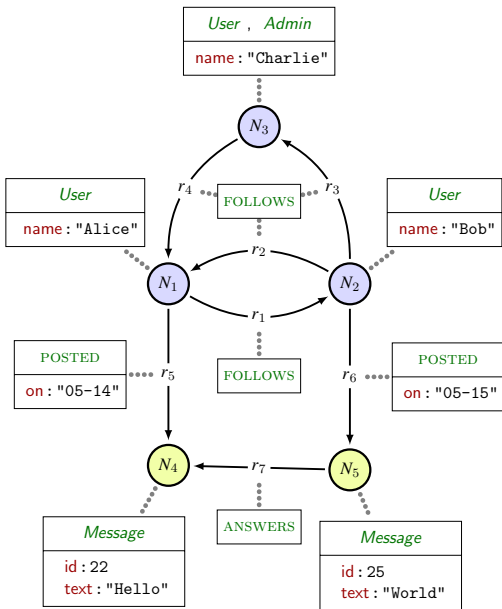 User , Admin
name : "Charlie"
N3
r4
r3
FOLLOWS
User
name : "Alice"
User
name : "Bob"
r2
N1
N2
r1
POSTED
on : "05-14"
r5
FOLLOWS
r6
POSTED
on : "05-15"
N4
r7
N5
Message
id : 22
text : "Hello"
ANSWERS
Message
id : 25
text : "World"